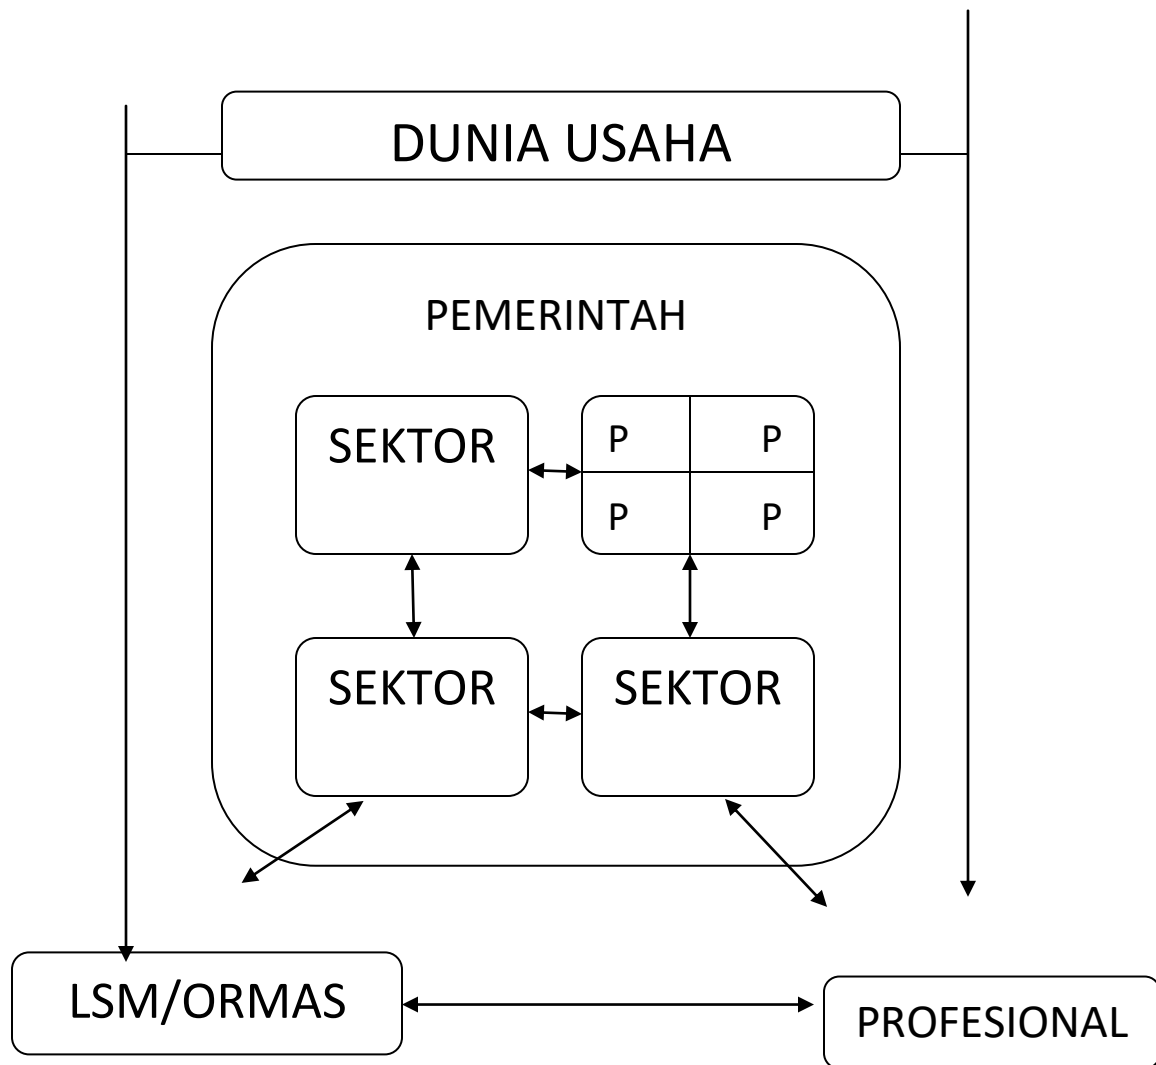 DUNIA USAHA
PEMERINTAH
SEKTOR
P P
P P
SEKTOR
SEKTOR
LSM/ORMAS
PROFESIONAL